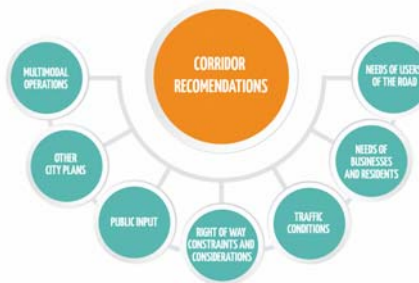 CORRIDOR
RECOMENDATIONS
MULTIMODAL
OPERATIONS
OTHER
CITY PLANS
PUBLIC INPUT
RIGHT OF WAY
CONSTRAINTS AND
CONSIDERATIONS
TRAFFIC
CONDITIONS
NEEDS OF
BUSINESSES
AND RESIDENTS
NEEDS OF USERS
OF THE ROAD